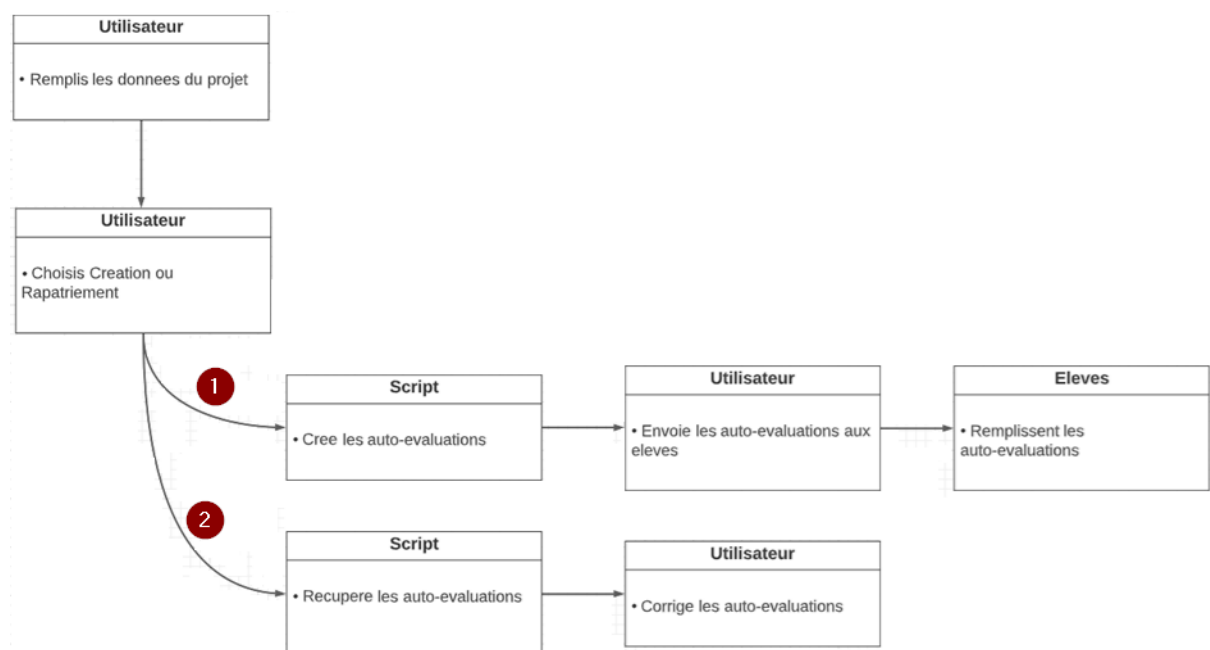 Utilisateur
• Remplis les donnees du projet
Utilisateur
• Choisis Creation ou
Rapatriement
1
Script
• Cree les auto-evaluations
Utilisateur
• Envoie les auto-evaluations aux
eleves
Eleves
• Remplissent les
auto-evaluations
2
Script
• Recupere les auto-evaluations
Utilisateur
• Corrige les auto-evaluations